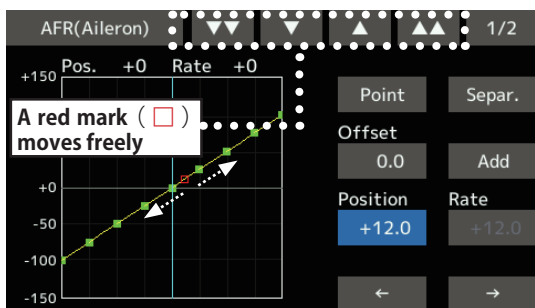 AFR(Aileron) ▼▼ ▼ ▲ ▲▲ 1/2
Pos. +0 Rate +0
+150
A red mark (□)
moves freely
+0
-50
-100
-150
Point Separ.
Offset
0.0 Add
Position Rate
+12.0 +12.0
← →